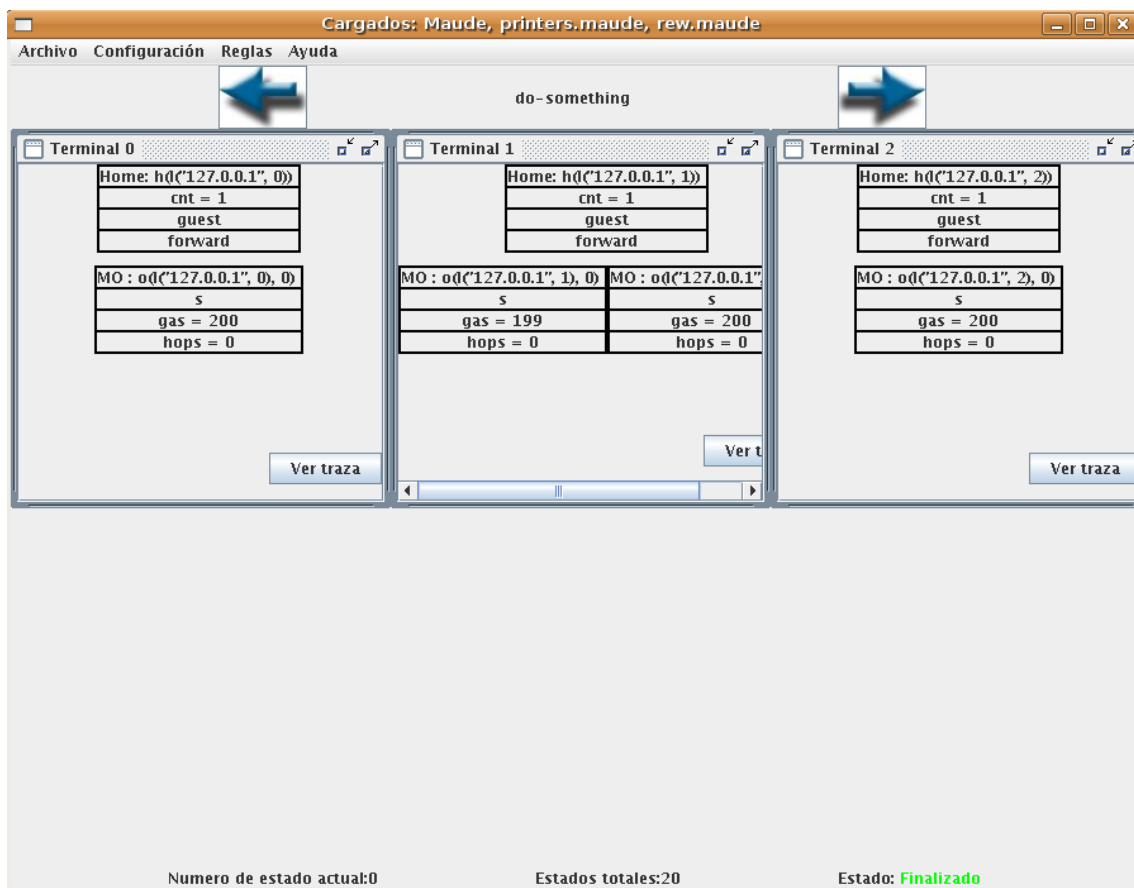 Cargados: Maude, printers.maude, rew.maude
Archivo Configuración Reglas Ayuda
do-something
Terminal 0
Home: h(l("127.0.0.1", 0))
cnt = 1
guest
forward
MO : o(l("127.0.0.1", 0), 0)
s
gas = 200
hops = 0
Ver traza
Terminal 1
Home: h(l("127.0.0.1", 1))
cnt = 1
guest
forward
MO : o(l("127.0.0.1", 1), 0) MO : o(l("127.0.0.1",
s s
gas = 199 gas = 200
hops = 0 hops = 0
Ver t
Terminal 2
Home: h(l("127.0.0.1", 2))
cnt = 1
guest
forward
MO : o(l("127.0.0.1", 2), 0)
s
gas = 200
hops = 0
Ver traza
Numero de estado actual:0 Estados totales:20 Estado: Finalizado